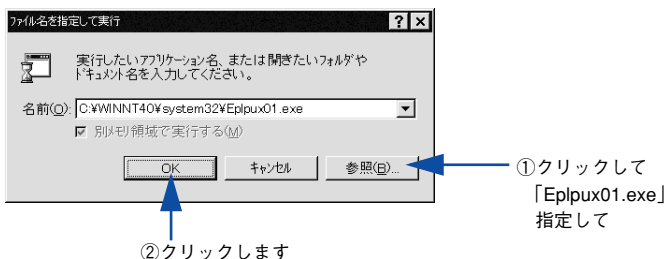 ファイル名を指定して実行
実行したいアプリケーション名、または開きたいフォルダや
ドキュメント名を入力してください。
名前(O): C:¥WINNT40¥system32¥Eplpux01.exe
別メモリ領域で実行する(M)
OK キャンセル 参照(B)...
①クリックして
「Eplpux01.exe」
指定して
②クリックします